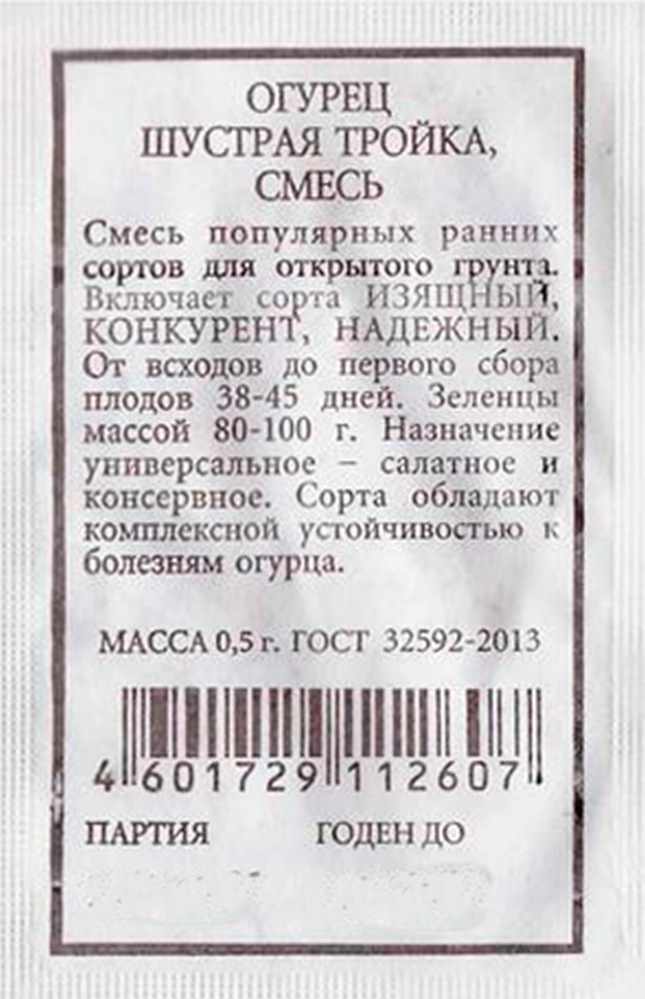 ОГУРЕЦ
ШУСТРАЯ ТРОЙКА,
СМЕСЬ
Смесь популярных ранних
сортов для открытого грунта.
Включает сорта ИЗЯЩНЫЙ,
КОНКУРЕНТ, НАДЕЖНЫЙ.
От всходов до первого сбора
плодов 38-45 дней. Зеленцы
массой 80-100 г. Назначение
универсальное – салатное и
консервное. Сорта обладают
комплексной устойчивостью к
болезням огурца.
МАССА 0,5 г. ГОСТ 32592-2013
4 601729 112607
ПАРТИЯ ГОДЕН ДО